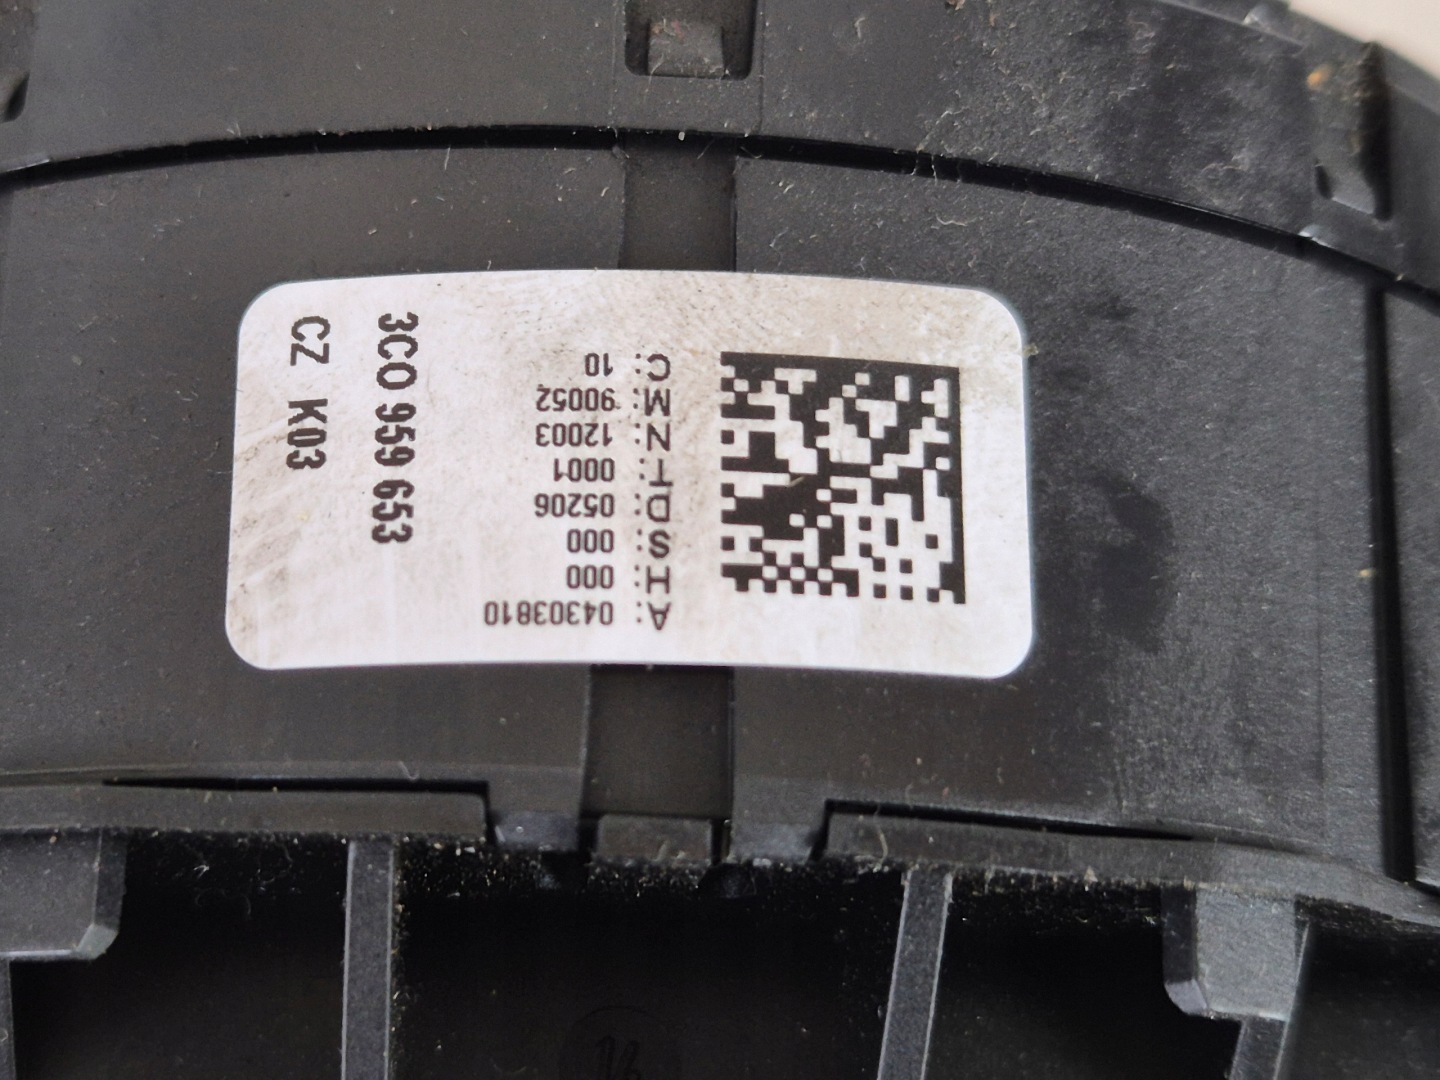 3C0 959 653
CZ K03
A: 04303810
H: 000
S: 000
D: 05206
T: 0001
N: 12003
M: 90052
C: 10